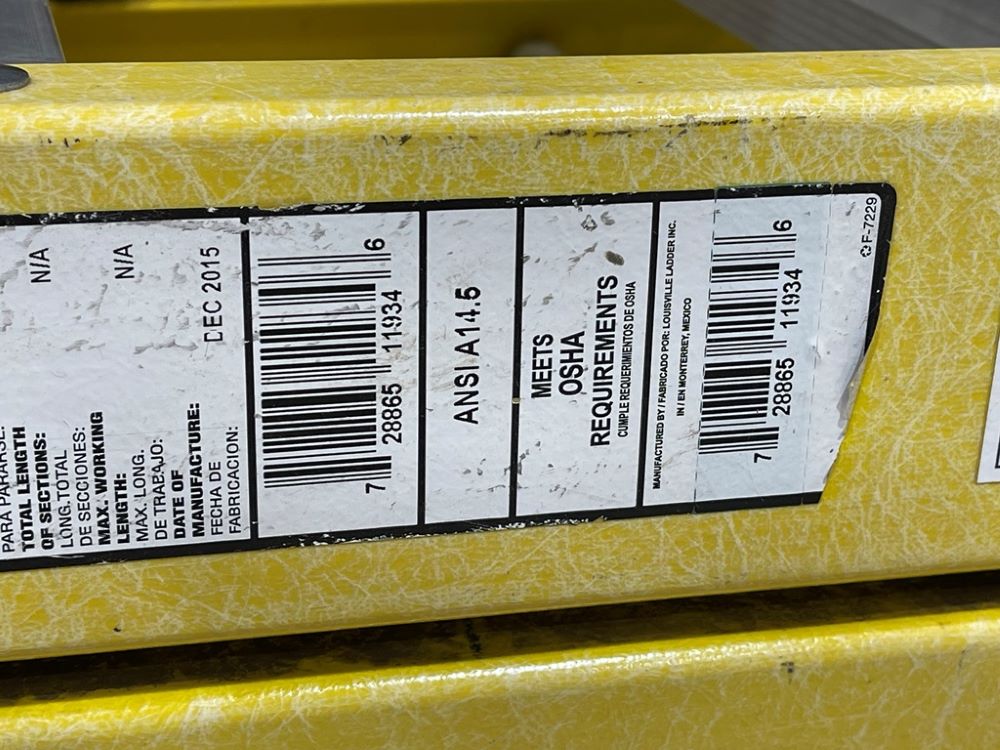 PARA PARARSE:
TOTAL LENGTH
OF SECTIONS: N/A
LONG. TOTAL
DE SECCIONES:
MAX. WORKING
LENGTH: N/A
MAX. LONG.
DE TRABAJO:
DATE OF
MANUFACTURE: DEC 2015
FECHA DE
FABRICACION:
7 28865 11934 6
ANSI A14.5
MEETS
OSHA
REQUIREMENTS
CUMPLE REQUERIMIENTOS DE OSHA
MANUFACTURED BY / FABRICADO POR: LOUISVILLE LADDER INC.
IN / EN MONTERREY, MEXICO
7 28865 11934 6
F-7229